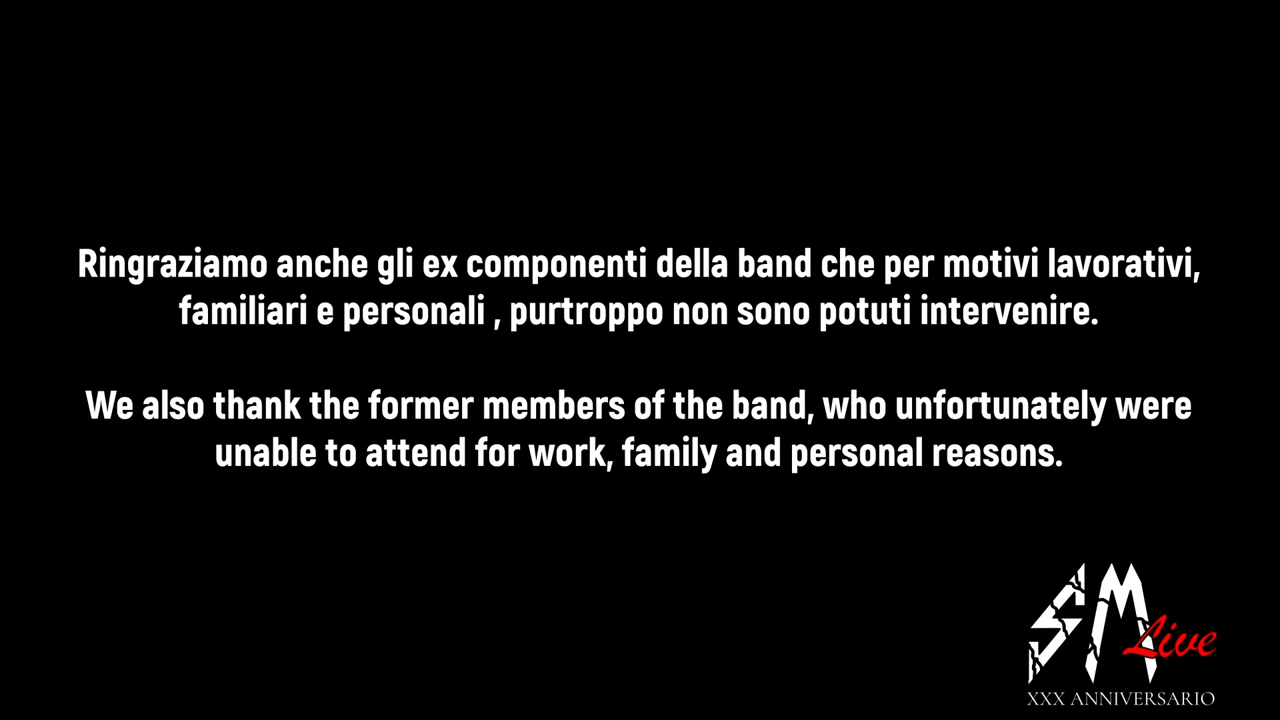 Ringraziamo anche gli ex componenti della band che per motivi lavorativi,
familiari e personali , purtroppo non sono potuti intervenire.
We also thank the former members of the band, who unfortunately were
unable to attend for work, family and personal reasons.
SM
Live
XXX ANNIVERSARIO